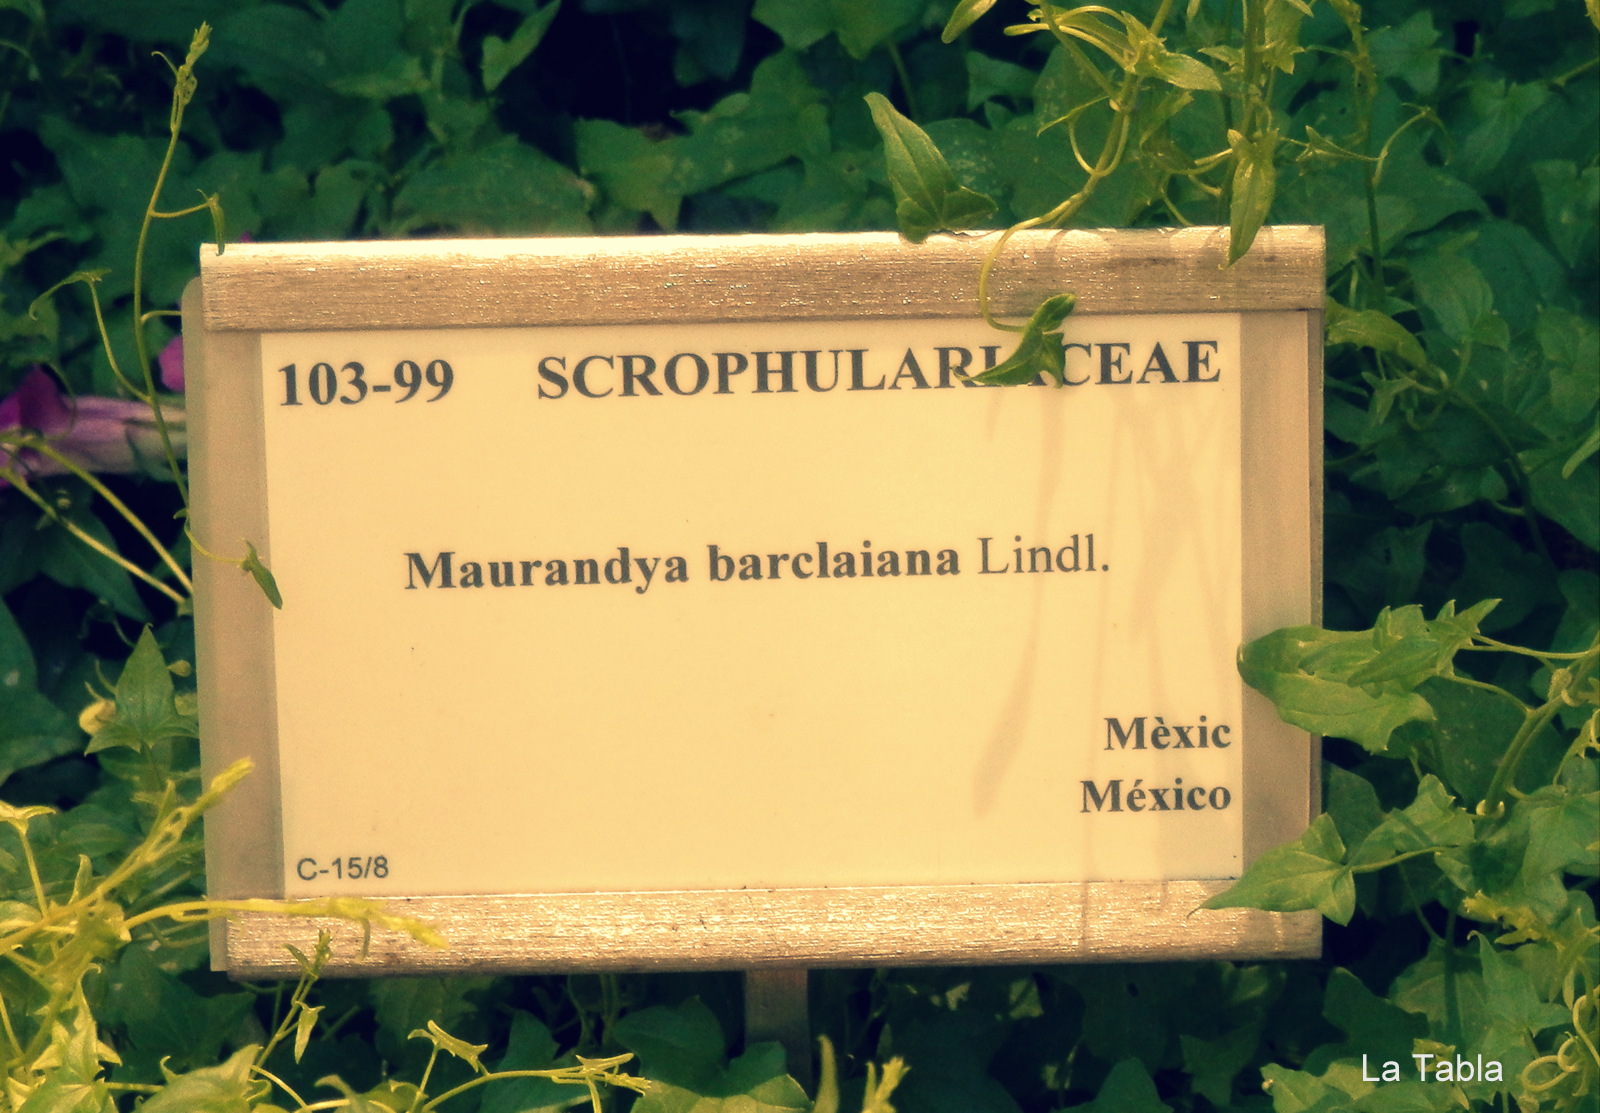 103-99 SCROPHULARIACEAE
Maurandya barclaiana Lindl.
Mèxic
México
C-15/8
La Tabla